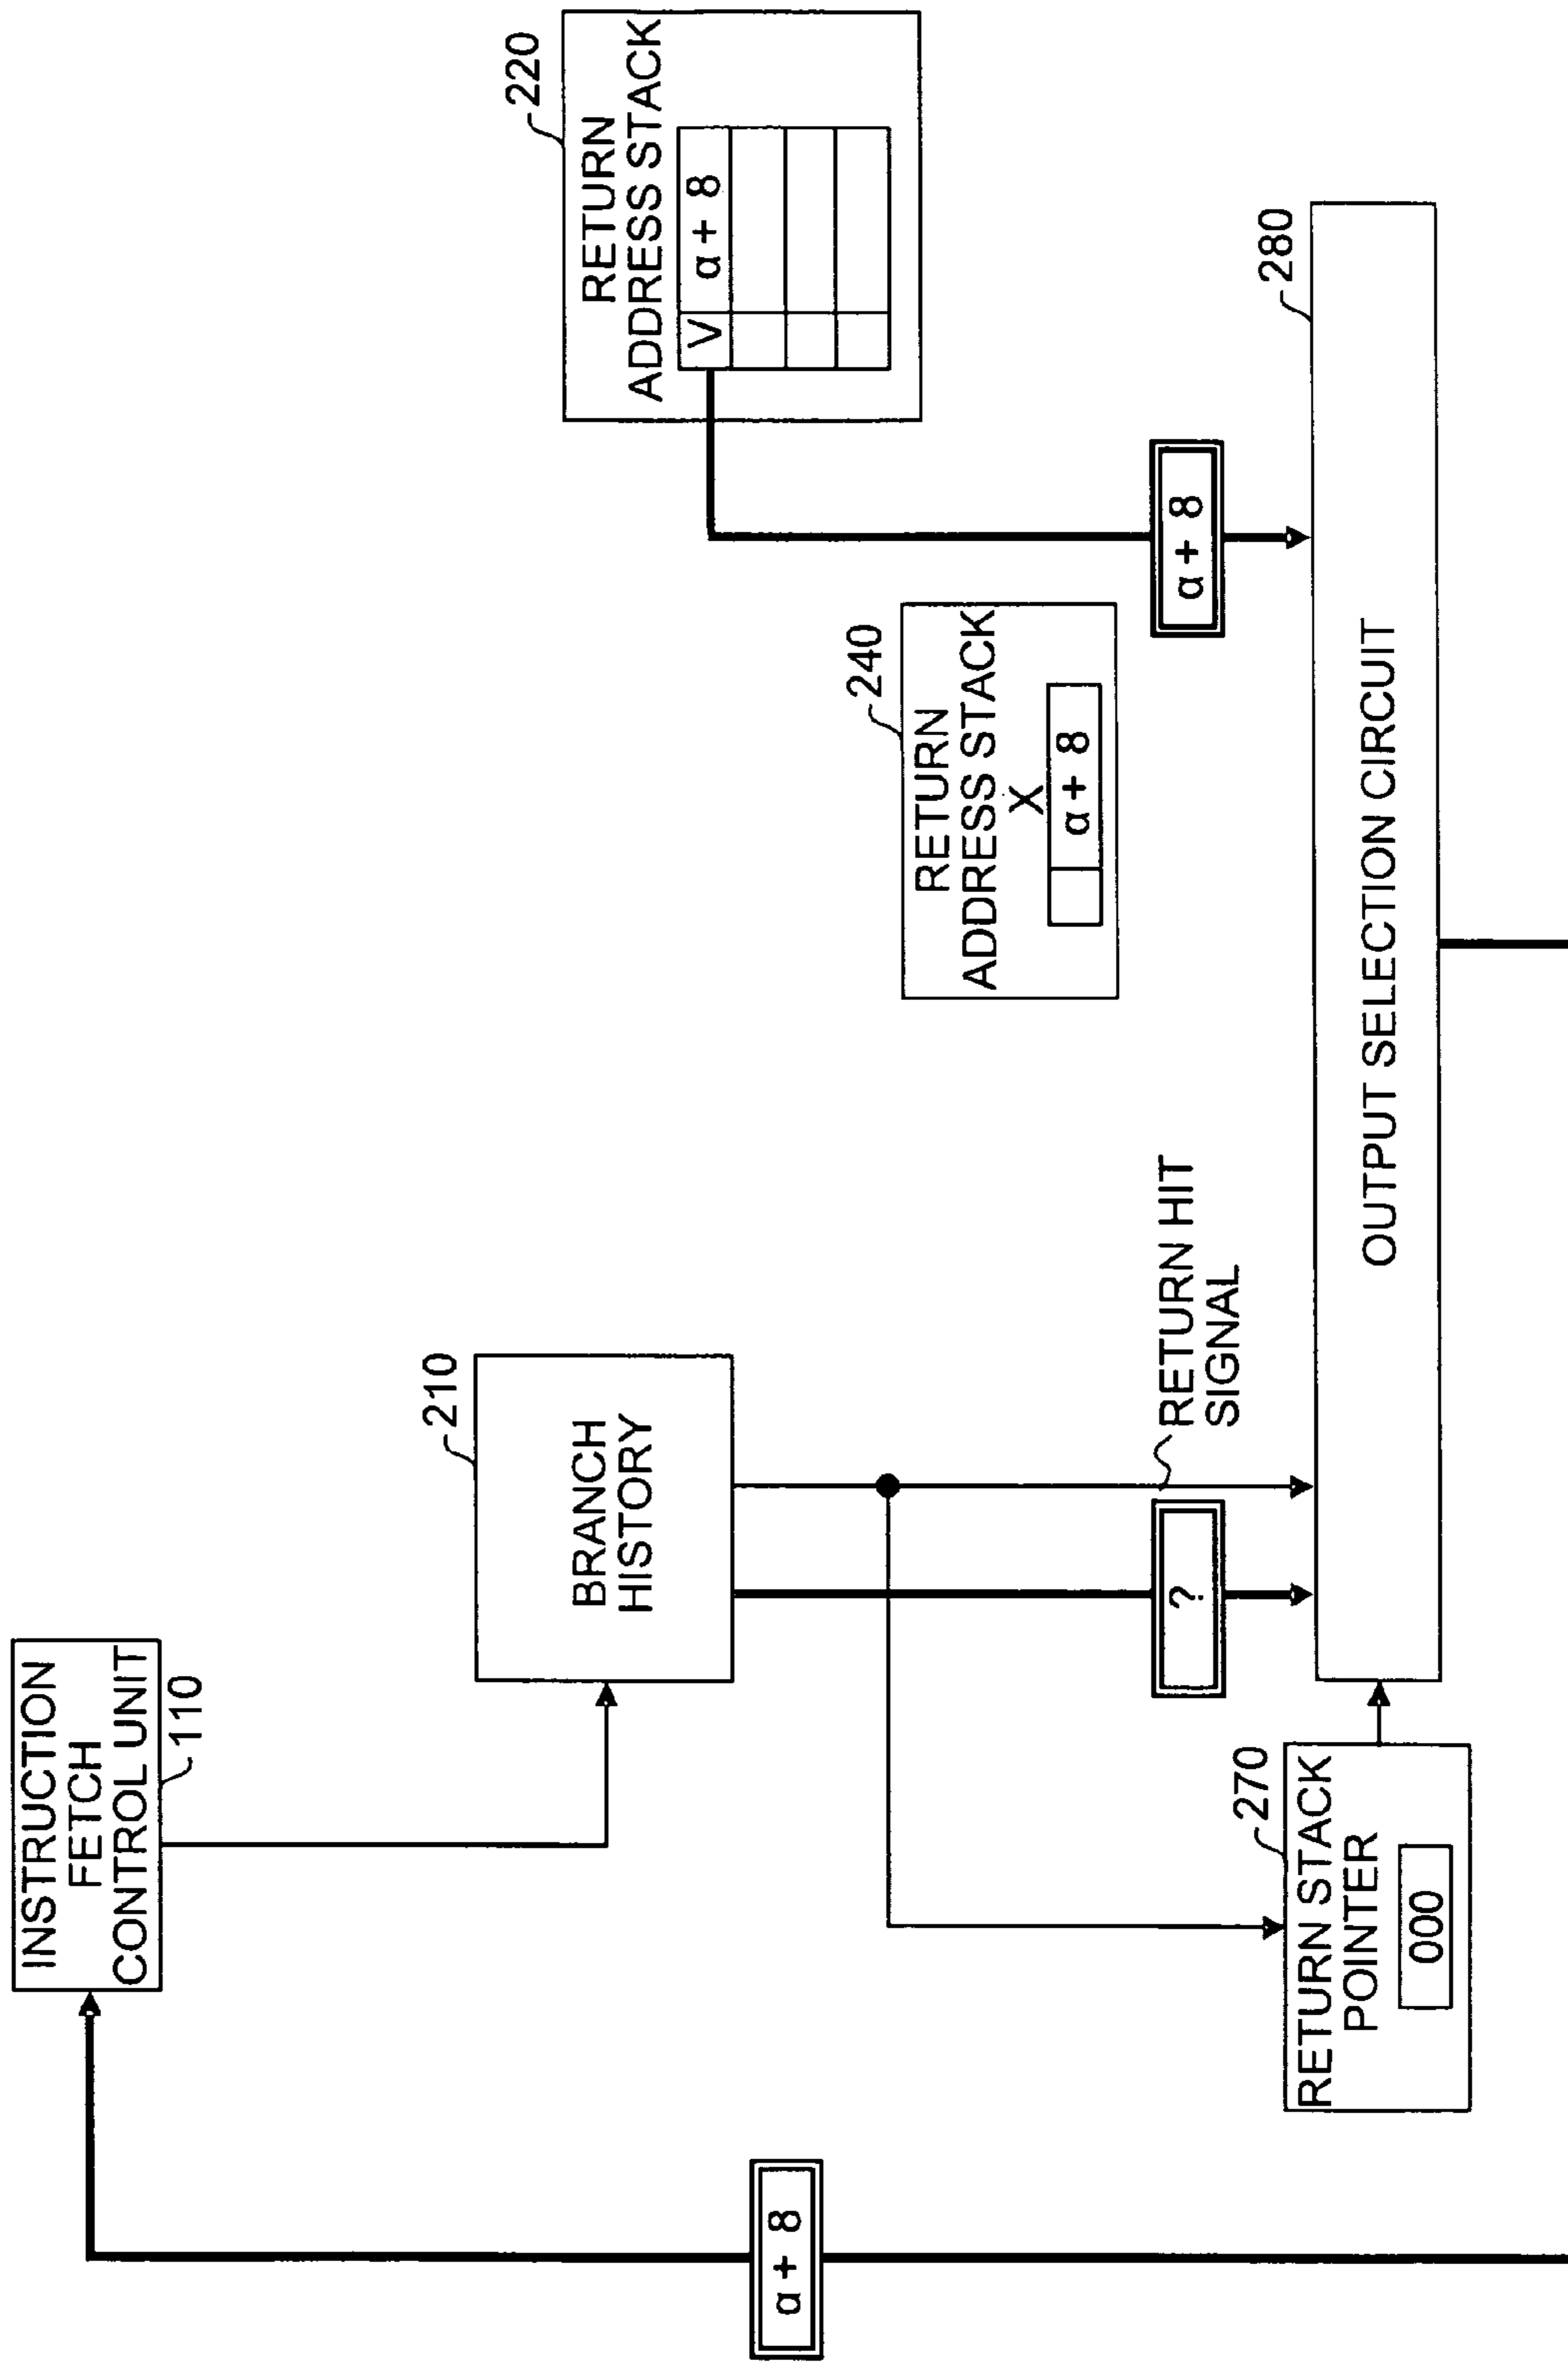 INSTRUCTION
FETCH
CONTROL UNIT
110
α + 8
210
BRANCH
HISTORY
220
RETURN
ADDRESS STACK
V α + 8
240
RETURN
ADDRESS STACK
X
α + 8
α + 8
?
RETURN HIT
SIGNAL
270
RETURN STACK
POINTER
000
280
OUTPUT SELECTION CIRCUIT